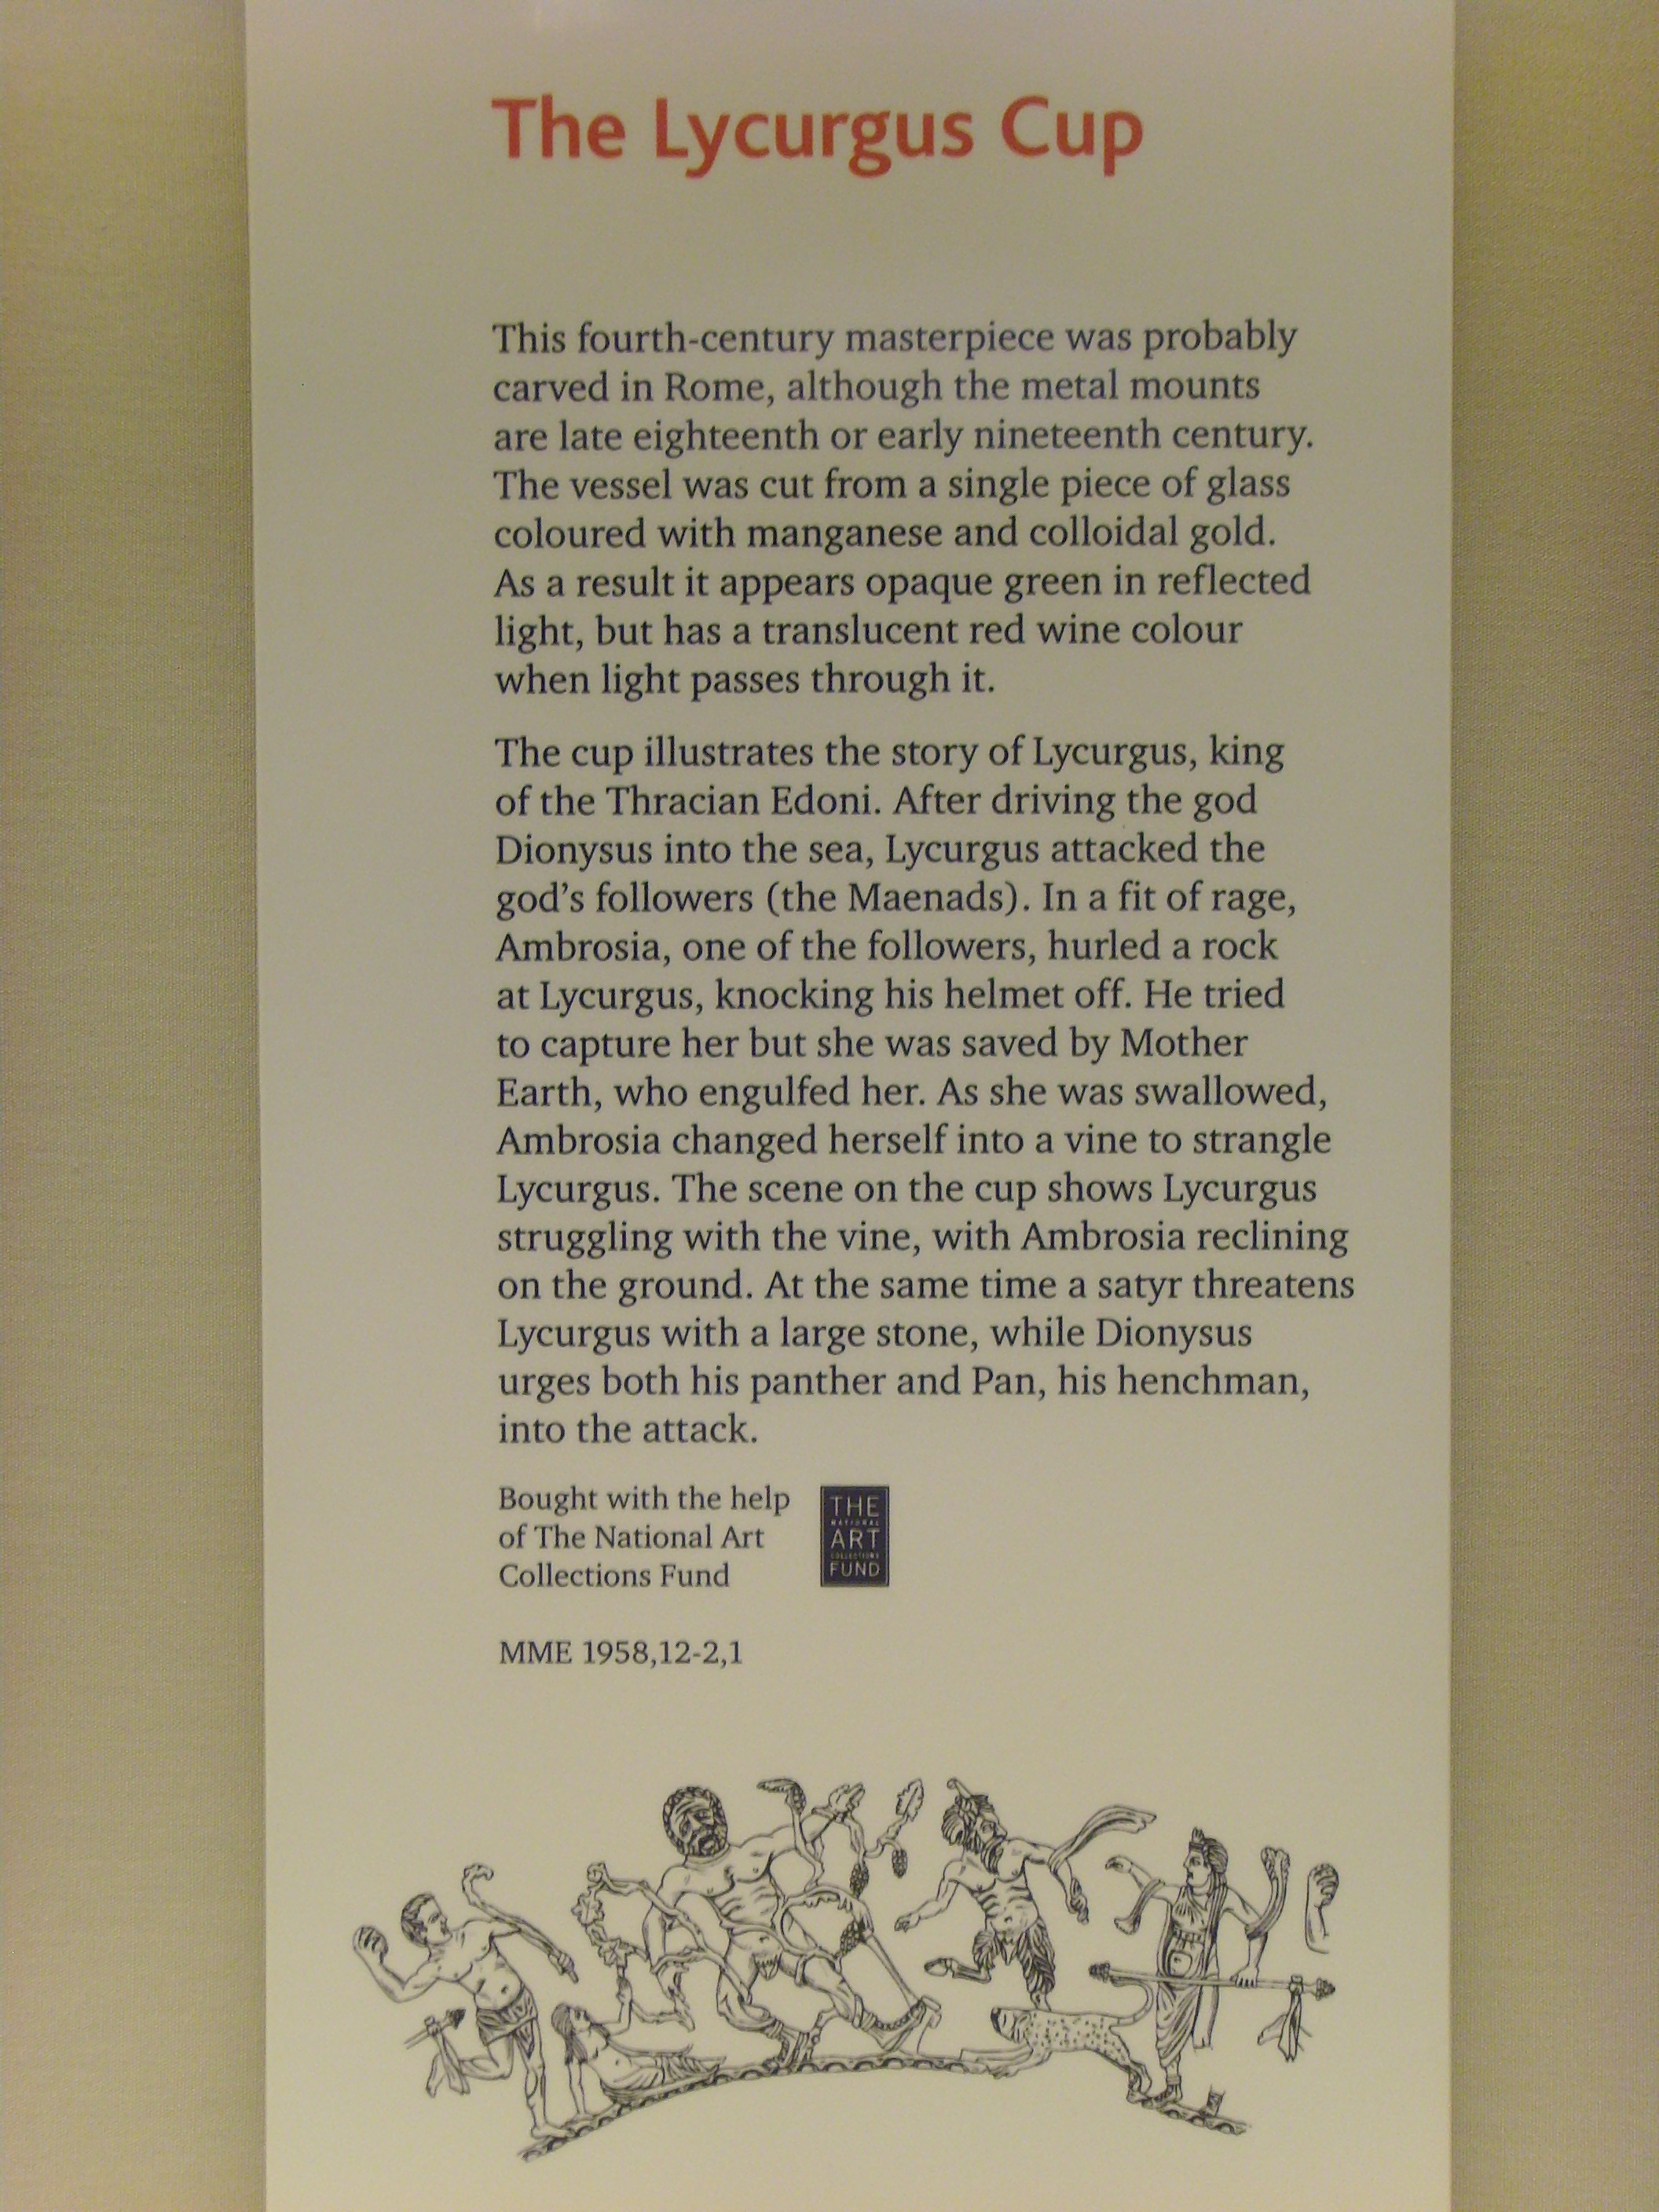 The Lycurgus Cup
This fourth-century masterpiece was probably
carved in Rome, although the metal mounts
are late eighteenth or early nineteenth century.
The vessel was cut from a single piece of glass
coloured with manganese and colloidal gold.
As a result it appears opaque green in reflected
light, but has a translucent red wine colour
when light passes through it.
The cup illustrates the story of Lycurgus, king
of the Thracian Edoni. After driving the god
Dionysus into the sea, Lycurgus attacked the
god's followers (the Maenads). In a fit of rage,
Ambrosia, one of the followers, hurled a rock
at Lycurgus, knocking his helmet off. He tried
to capture her but she was saved by Mother
Earth, who engulfed her. As she was swallowed,
Ambrosia changed herself into a vine to strangle
Lycurgus. The scene on the cup shows Lycurgus
struggling with the vine, with Ambrosia reclining
on the ground. At the same time a satyr threatens
Lycurgus with a large stone, while Dionysus
urges both his panther and Pan, his henchman,
into the attack.
Bought with the help
of The National Art
Collections Fund
THE
NATIONAL
ART
COLLECTIONS
FUND
MME 1958,12-2,1